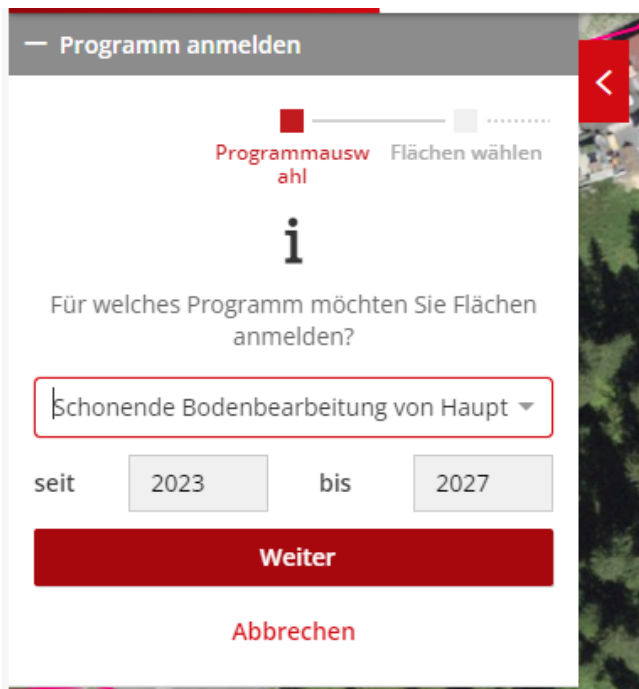 Programm anmelden
Programmausw
ahl
Flächen wählen
Für welches Programm möchten Sie Flächen
anmelden?
Schonende Bodenbearbeitung von Haupt
seit 2023 bis 2027
Weiter
Abbrechen